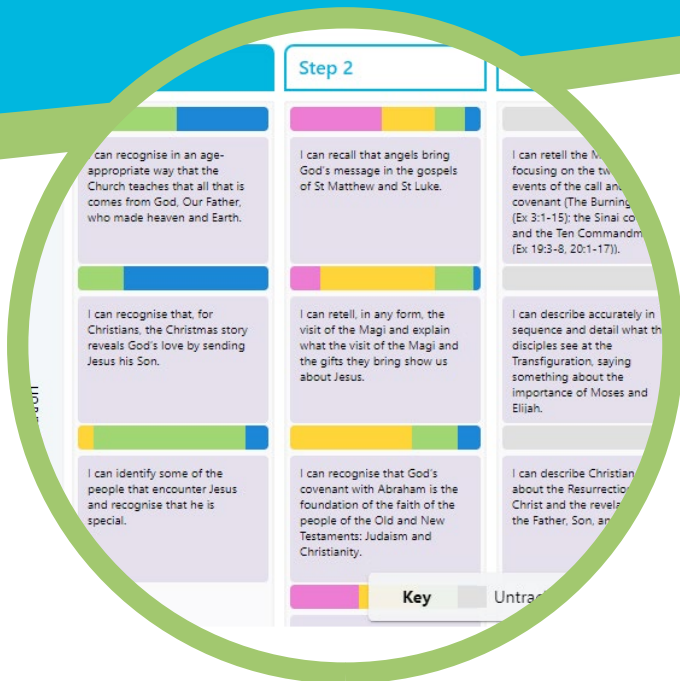 Step 2
can recognise in an age-
appropriate way that the
Church teaches that all that is
comes from God, Our Father,
who made heaven and Earth.
I can recall that angels bring
God's message in the gospels
of St Matthew and St Luke.
I can retell the
focusing on the
events of the call
covenant (The Burning
(Ex 3:1-15); the Sinai
and the Ten
(Ex 19:3-8, 20:1-17)).
I can recognise that, for
Christians, the Christmas story
reveals God's love by sending
Jesus his Son.
I can retell, in any form, the
visit of the Magi and explain
what the visit of the Magi and
the gifts they bring show us
about Jesus.
I can describe accurately in
sequence and detail what
disciples see at the
Transfiguration, saying
something about the
importance of Moses and
Elijah.
I can identify some of the
people that encounter Jesus
and recognise that he is
special.
I can recognise that God's
covenant with Abraham is the
foundation of the faith of the
people of the Old and New
Testaments: Judaism and
Christianity.
I can describe Christian
about the
Christ and the
the Father, Son,
Key